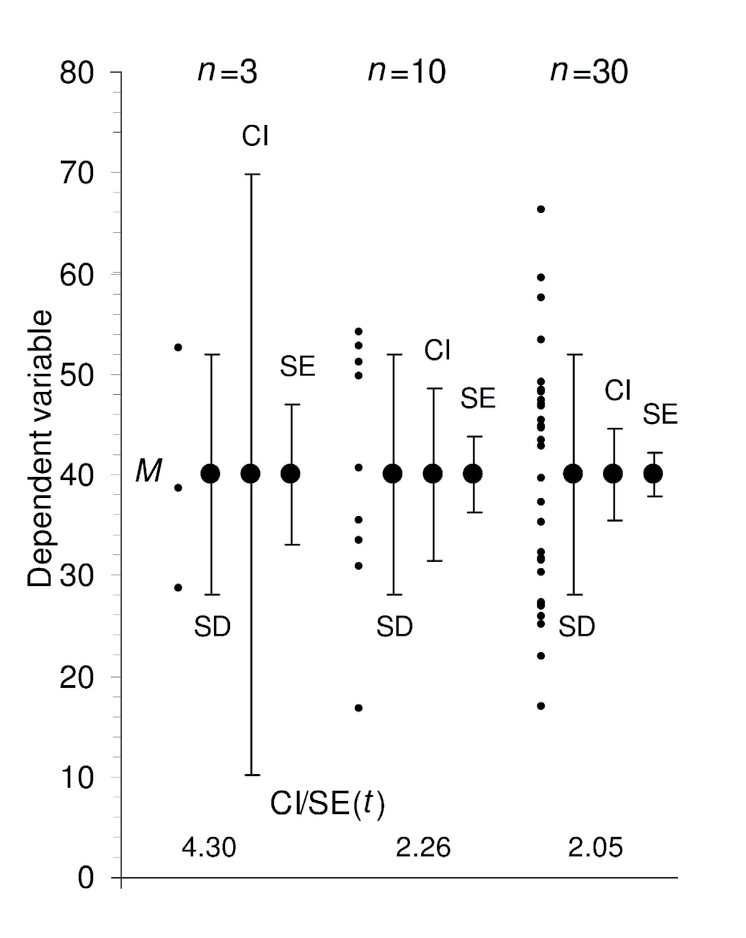 80 n=3 n=10 n=30
CI
70
60
SE CI
50
SE CI
SE
M 40
Dependent variable
30
SD SD SD
20
10
CI/SE(t)
4.30 2.26 2.05
0